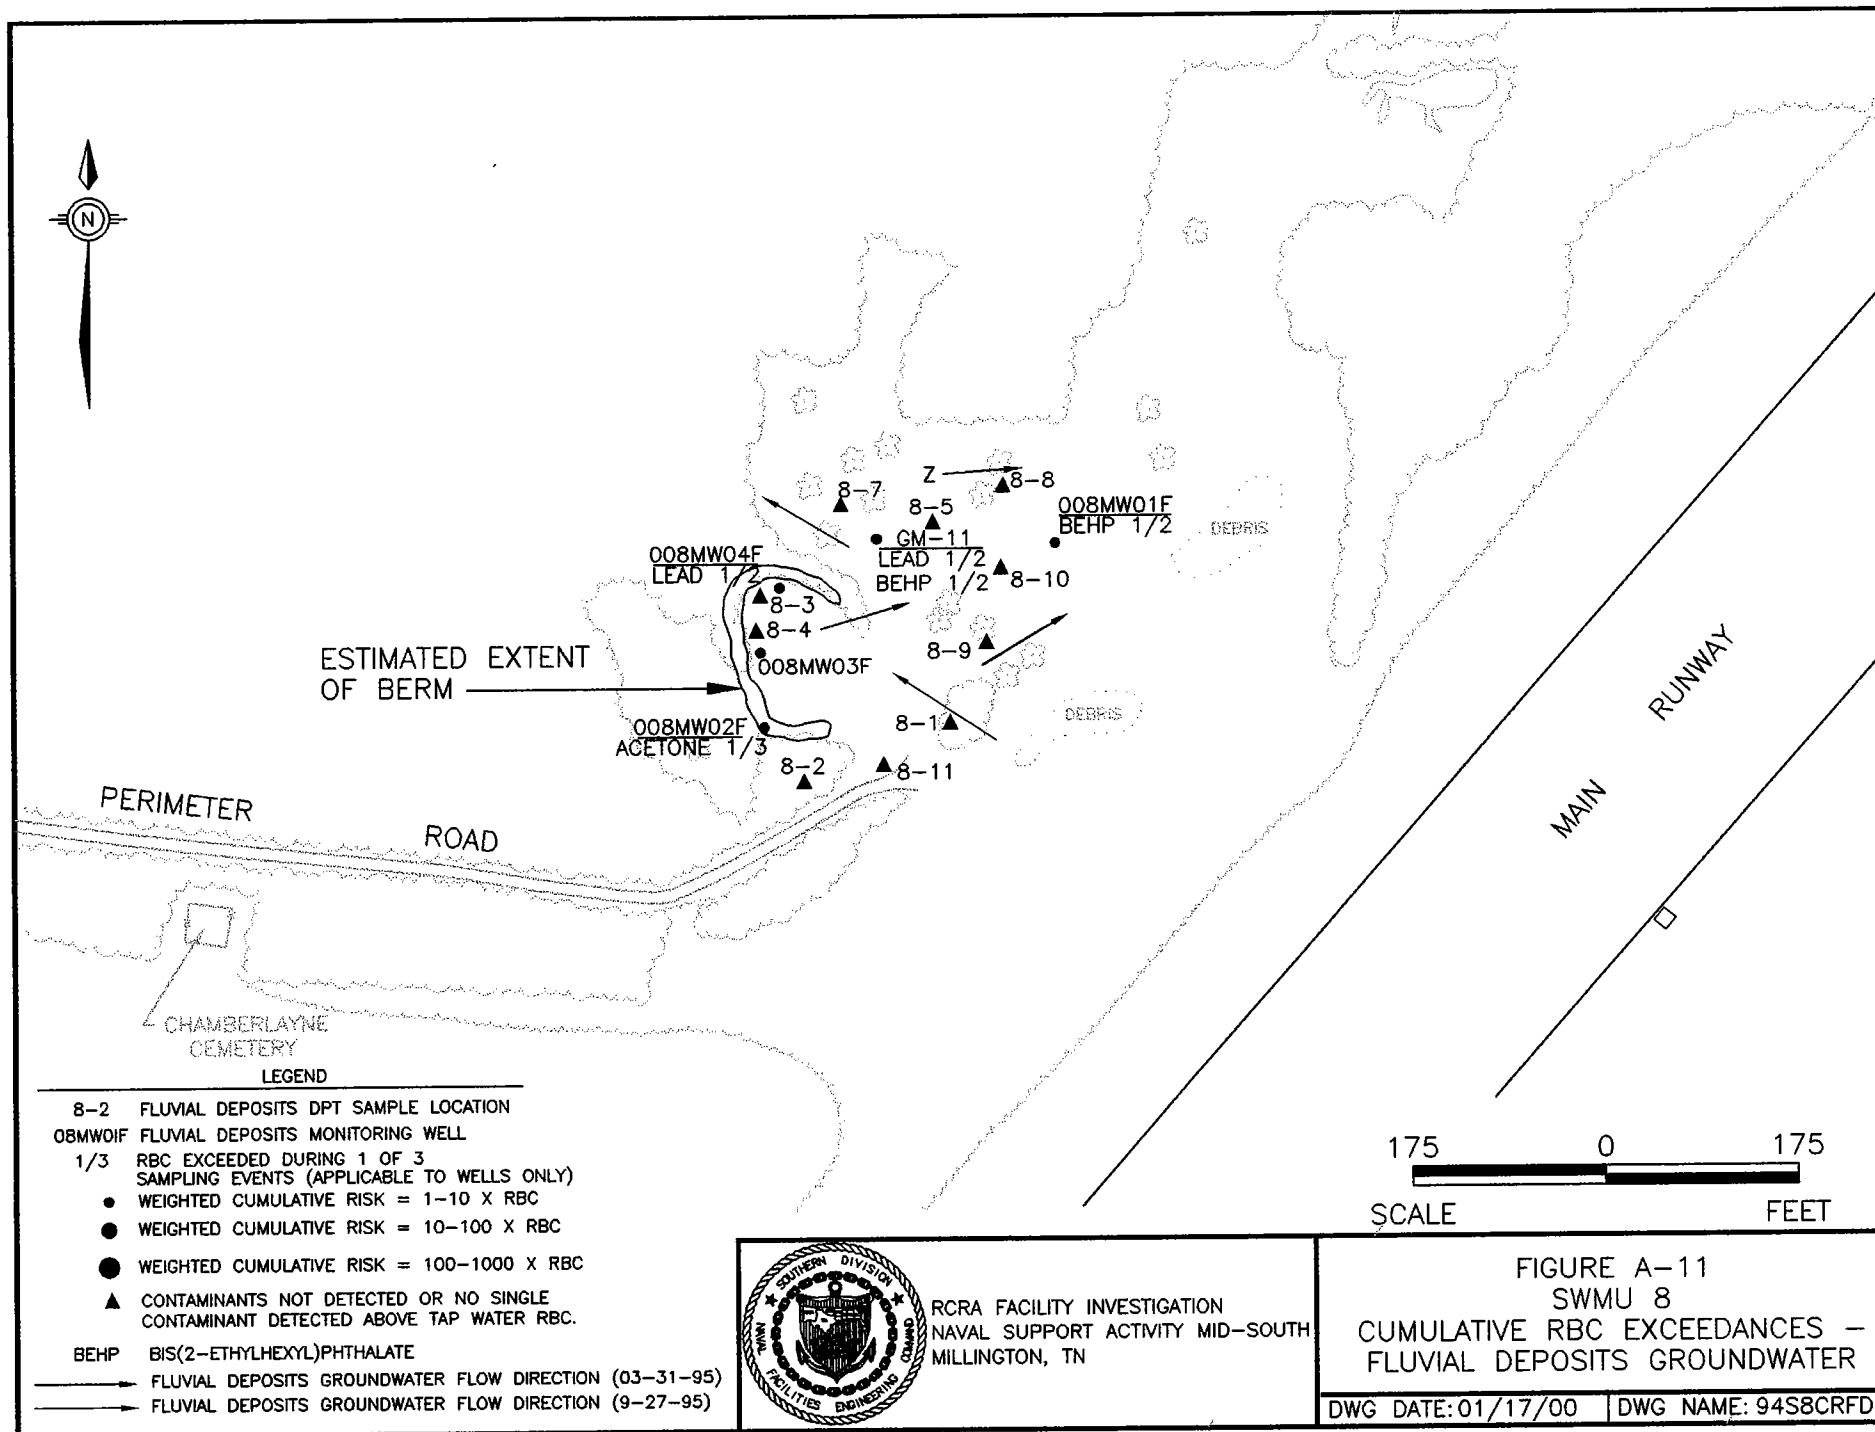 N
Z
8-8
8-7
8-5
008MW01F
BEHP 1/2
DEBRIS
GM-11
LEAD 1/2
BEHP 1/2
008MW04F
LEAD 1/2
8-10
8-3
8-4
8-9
008MW03F
ESTIMATED EXTENT
OF BERM
8-1
DEBRIS
008MW02F
ACETONE 1/3
8-2
8-11
RUNWAY
MAIN
PERIMETER
ROAD
CHAMBERLAYNE
CEMETERY
LEGEND
8-2 FLUVIAL DEPOSITS DPT SAMPLE LOCATION
08MW01F FLUVIAL DEPOSITS MONITORING WELL
1/3 RBC EXCEEDED DURING 1 OF 3
SAMPLING EVENTS (APPLICABLE TO WELLS ONLY)
WEIGHTED CUMULATIVE RISK = 1-10 X RBC
WEIGHTED CUMULATIVE RISK = 10-100 X RBC
WEIGHTED CUMULATIVE RISK = 100-1000 X RBC
CONTAMINANTS NOT DETECTED OR NO SINGLE
CONTAMINANT DETECTED ABOVE TAP WATER RBC.
BEHP BIS(2-ETHYLHEXYL)PHTHALATE
FLUVIAL DEPOSITS GROUNDWATER FLOW DIRECTION (03-31-95)
FLUVIAL DEPOSITS GROUNDWATER FLOW DIRECTION (9-27-95)
175 0 175
SCALE FEET
SOUTHERN DIVISION
NAVAL FACILITIES ENGINEERING COMMAND
RCRA FACILITY INVESTIGATION
NAVAL SUPPORT ACTIVITY MID-SOUTH
MILLINGTON, TN
FIGURE A-11
SWMU 8
CUMULATIVE RBC EXCEEDANCES -
FLUVIAL DEPOSITS GROUNDWATER
DWG DATE: 01/17/00 DWG NAME: 94S8CRFD